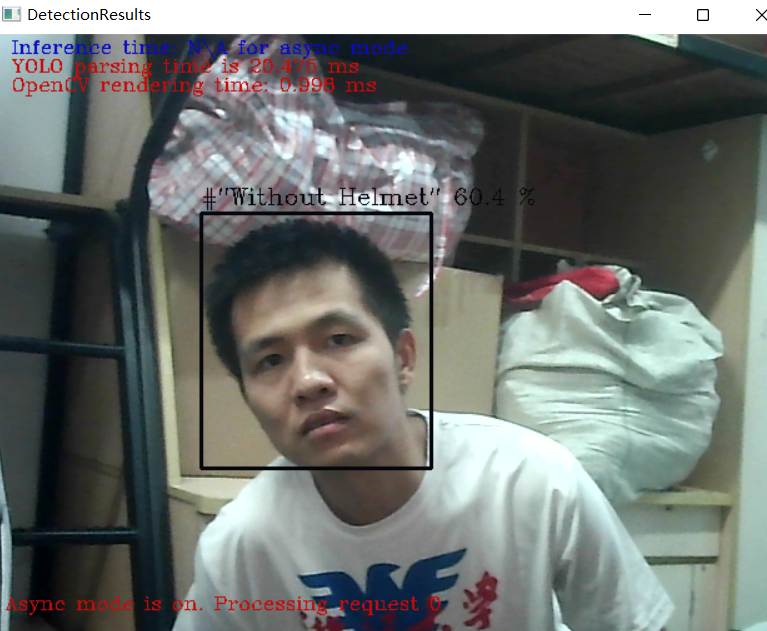 DetectionResults
Inference time: N\A for async mode
YOLO parsing time is 20.475 ms
OpenCV rendering time: 0.996 ms
#"Without Helmet" 60.4 %
Async mode is on. Processing request 0
学